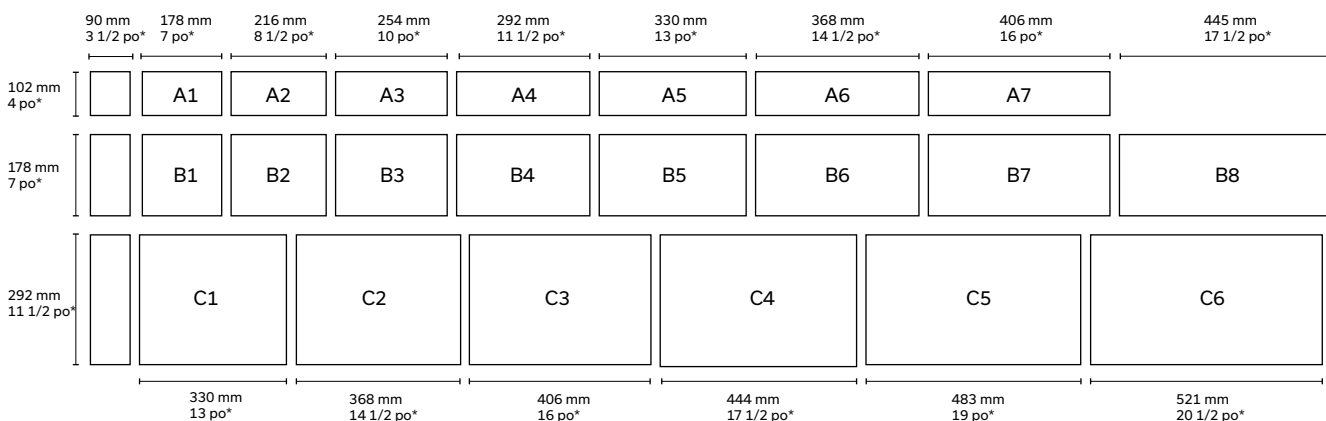 90 mm
3 1/2 po*
178 mm
7 po*
216 mm
8 1/2 po*
254 mm
10 po*
292 mm
11 1/2 po*
330 mm
13 po*
368 mm
14 1/2 po*
406 mm
16 po*
445 mm
17 1/2 po*
102 mm
4 po*
A1
A2
A3
A4
A5
A6
A7
178 mm
7 po*
B1
B2
B3
B4
B5
B6
B7
B8
292 mm
11 1/2 po*
C1
C2
C3
C4
C5
C6
330 mm
13 po*
368 mm
14 1/2 po*
406 mm
16 po*
444 mm
17 1/2 po*
483 mm
19 po*
521 mm
20 1/2 po*